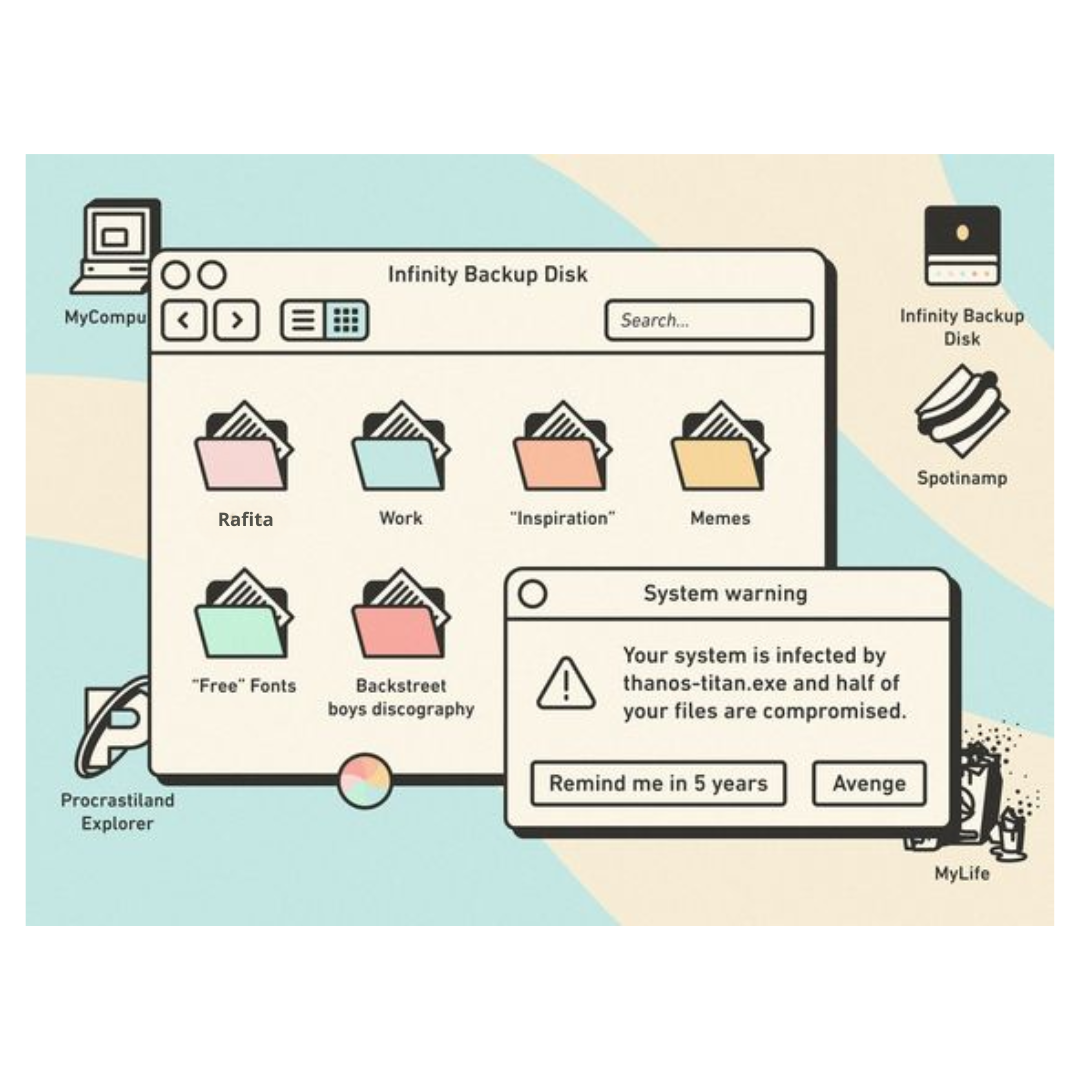 MyCompu
Infinity Backup Disk
Search...
Infinity Backup
Disk
Spotinamp
Rafita
Work
“Inspiration”
Memes
“Free” Fonts
Backstreet
boys discography
System warning
Your system is infected by
thanos-titan.exe and half of
your files are compromised.
Remind me in 5 years
Avenge
Procrastiland
Explorer
MyLife